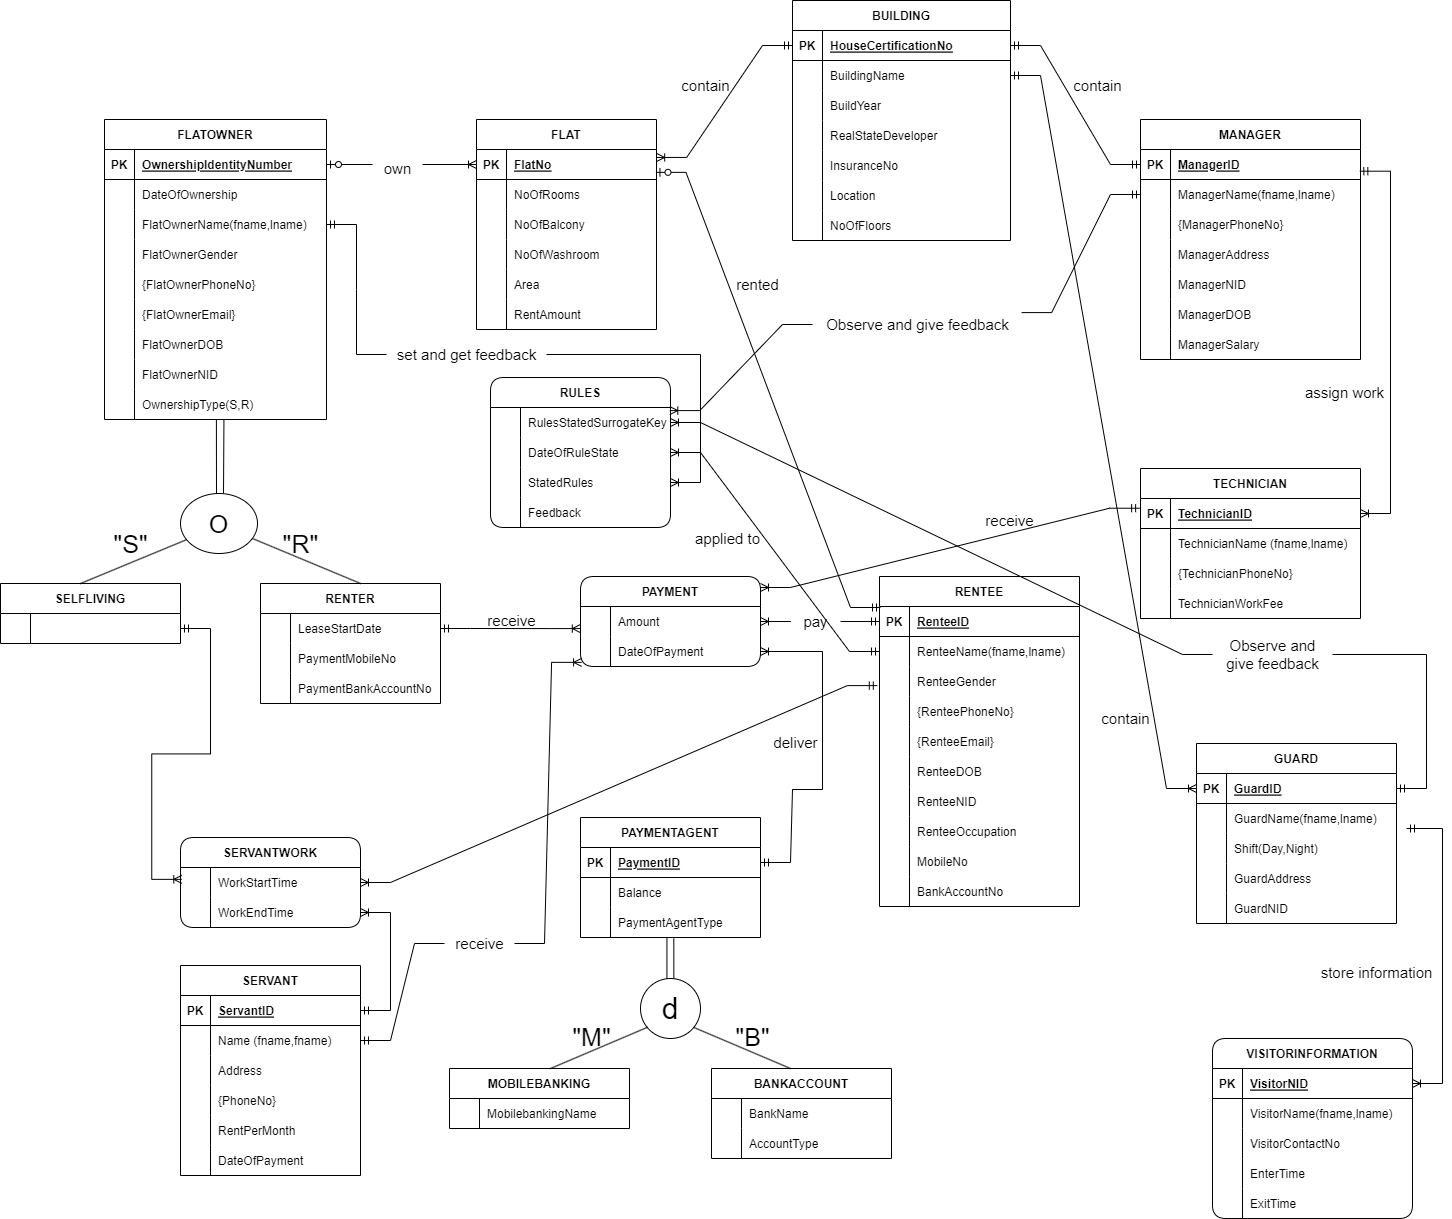 BUILDING
PK HouseCertificationNo
BuildingName
BuildYear
RealStateDeveloper
InsuranceNo
Location
NoOfFloors
contain
contain
FLATOWNER
PK OwnershipIdentityNumber
DateOfOwnership
FlatOwnerName(fname,lname)
FlatOwnerGender
{FlatOwnerPhoneNo}
{FlatOwnerEmail}
FlatOwnerDOB
FlatOwnerNID
OwnershipType(S,R)
own
FLAT
PK FlatNo
NoOfRooms
NoOfBalcony
NoOfWashroom
Area
RentAmount
MANAGER
PK ManagerID
ManagerName(fname,lname)
{ManagerPhoneNo}
ManagerAddress
ManagerNID
ManagerDOB
ManagerSalary
rented
Observe and give feedback
set and get feedback
assign work
RULES
RulesStatedSurrogateKey
DateOfRuleState
StatedRules
Feedback
TECHNICIAN
PK TechnicianID
TechnicianName (fname,lname)
{TechnicianPhoneNo}
TechnicianWorkFee
O
"S"
"R"
receive
applied to
SELFLIVING
RENTER
LeaseStartDate
PaymentMobileNo
PaymentBankAccountNo
receive
PAYMENT
Amount
DateOfPayment
pay
RENTEE
PK RenteeID
RenteeName(fname,lname)
RenteeGender
{RenteePhoneNo}
{RenteeEmail}
RenteeDOB
RenteeNID
RenteeOccupation
MobileNo
BankAccountNo
Observe and
give feedback
contain
deliver
GUARD
PK GuardID
GuardName(fname,lname)
Shift(Day,Night)
GuardAddress
GuardNID
PAYMENTAGENT
PK PaymentID
Balance
PaymentAgentType
SERVANTWORK
WorkStartTime
WorkEndTime
receive
store information
SERVANT
PK ServantID
Name (fname,fname)
Address
{PhoneNo}
RentPerMonth
DateOfPayment
d
"M"
"B"
MOBILEBANKING
MobilebankingName
BANKACCOUNT
BankName
AccountType
VISITORINFORMATION
PK VisitorNID
VisitorName(fname,lname)
VisitorContactNo
EnterTime
ExitTime